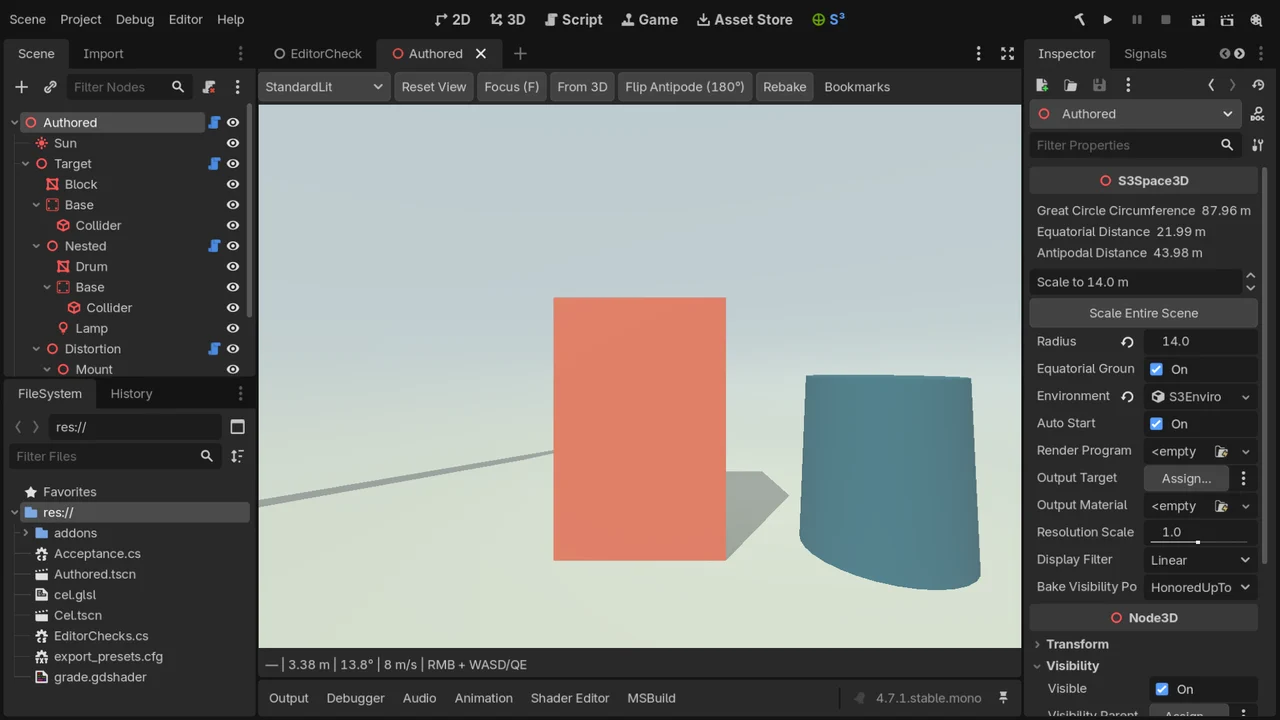 Scene Project Debug Editor Help
2D 3D Script Game Asset Store S³
Scene Import
EditorCheck Authored
Inspector Signals
Filter Nodes
StandardLit Reset View Focus (F) From 3D Flip Antipode (180°) Rebake Bookmarks
Authored
Sun
Target
Block
Base
Collider
Nested
Drum
Base
Collider
Lamp
Distortion
Mount
FileSystem History
res://
Filter Files
Favorites
res://
addons
Acceptance.cs
Authored.tscn
cel.glsl
Cel.tscn
EditorChecks.cs
export_presets.cfg
grade.gdshader
— | 3.38 m | 13.8° | 8 m/s | RMB + WASD/QE
Output Debugger Audio Animation Shader Editor MSBuild
4.7.1.stable.mono
Authored
Filter Properties
S3Space3D
Great Circle Circumference 87.96 m
Equatorial Distance 21.99 m
Antipodal Distance 43.98 m
Scale to 14.0 m
Scale Entire Scene
Radius 14.0
Equatorial Groun On
Environment S3Enviro
Auto Start On
Render Program <empty
Output Target Assign...
Output Material <empty
Resolution Scale 1.0
Display Filter Linear
Bake Visibility Po HonoredUpTo
Node3D
Transform
Visibility
Visible On
Visibility Parent Assign